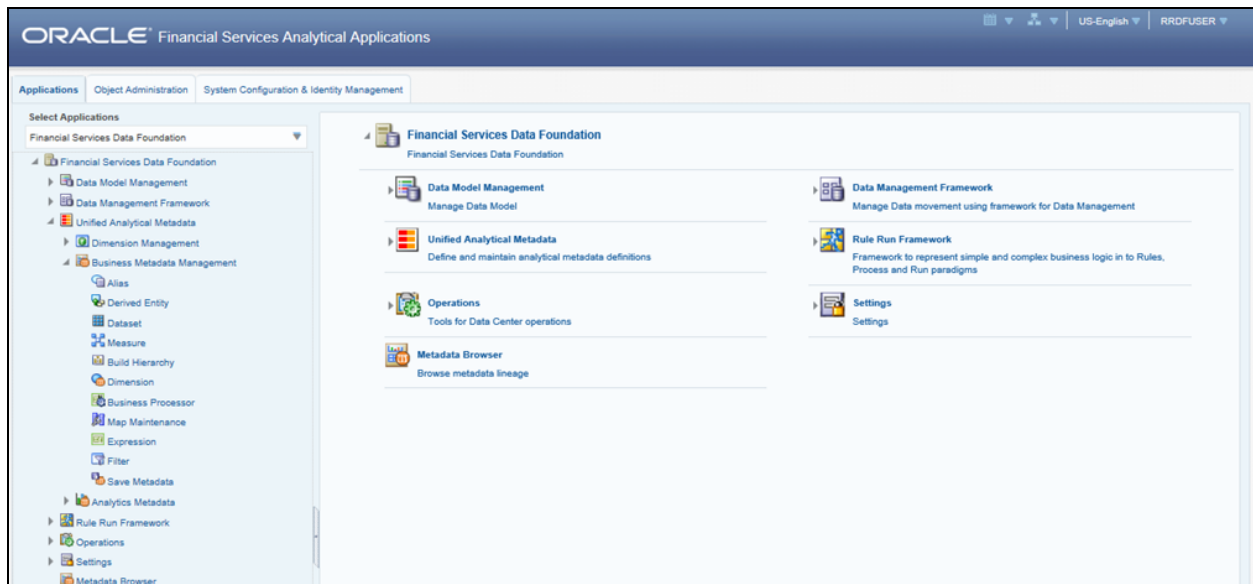 ORACLE Financial Services Analytical Applications
US-English
RRDFUSER
Applications
Object Administration
System Configuration & Identity Management
Select Applications
Financial Services Data Foundation
Financial Services Data Foundation
Data Model Management
Data Management Framework
Unified Analytical Metadata
Dimension Management
Business Metadata Management
Alias
Derived Entity
Dataset
Measure
Build Hierarchy
Dimension
Business Processor
Map Maintenance
Expression
Filter
Save Metadata
Analytics Metadata
Rule Run Framework
Operations
Settings
Metadata Browser
Financial Services Data Foundation
Financial Services Data Foundation
Data Model Management
Manage Data Model
Data Management Framework
Manage Data movement using framework for Data Management
Unified Analytical Metadata
Define and maintain analytical metadata definitions
Rule Run Framework
Framework to represent simple and complex business logic in to Rules,
Process and Run paradigms
Operations
Tools for Data Center operations
Settings
Settings
Metadata Browser
Browse metadata lineage